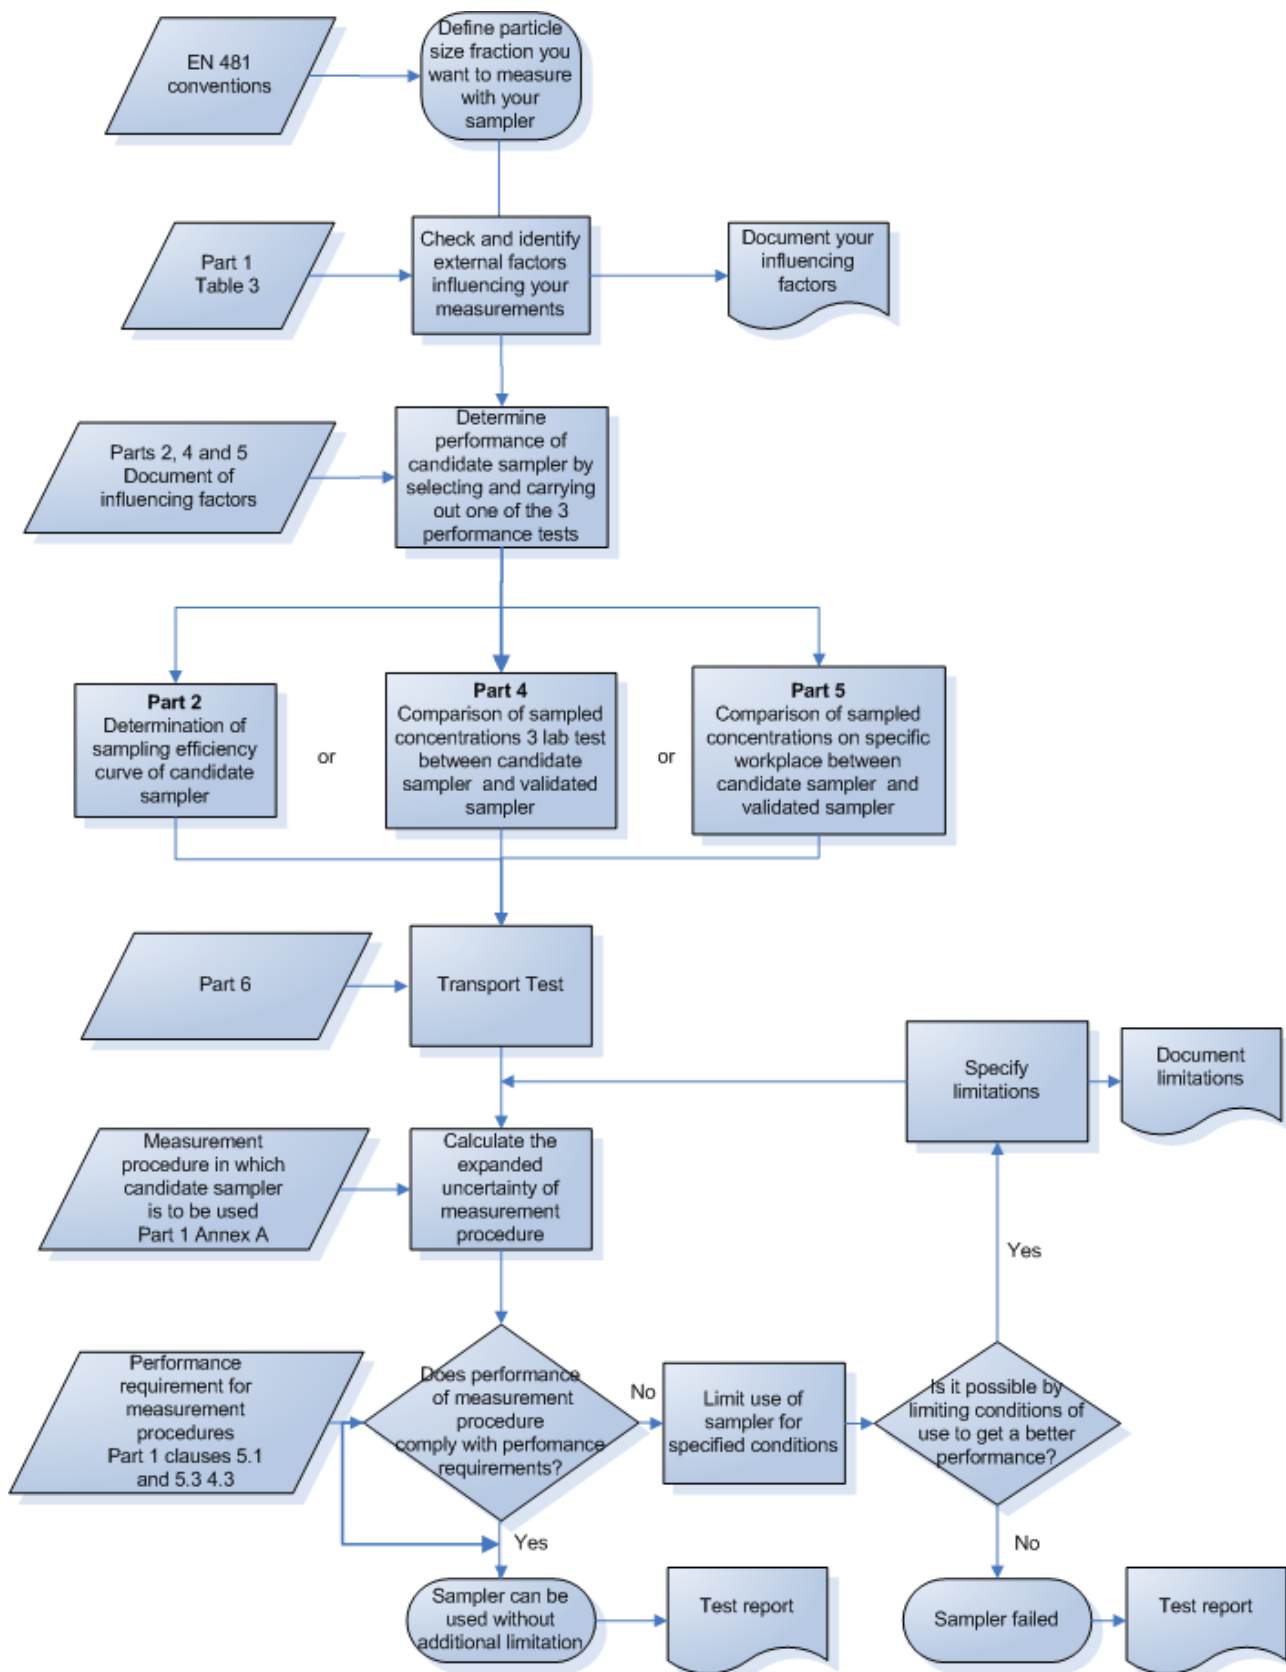 EN 481
conventions
Define particle
size fraction you
want to measure
with your
sampler
Part 1
Table 3
Check and identify
external factors
influencing your
measurements
Document your
influencing
factors
Parts 2, 4 and 5
Document of
influencing factors
Determine
performance of
candidate sampler by
selecting and carrying
out one of the 3
performance tests
Part 2
Determination of
sampling efficiency
curve of candidate
sampler
or
Part 4
Comparison of sampled
concentrations 3 lab test
between candidate
sampler and validated
sampler
or
Part 5
Comparison of sampled
concentrations on specific
workplace between
candidate sampler and
validated sampler
Part 6
Transport Test
Specify
limitations
Document
limitations
Measurement
procedure in which
candidate sampler
is to be used
Part 1 Annex A
Calculate the
expanded
uncertainty of
measurement
procedure
Yes
Performance
requirement for
measurement
procedures
Part 1 clauses 5.1
and 5.3 4.3
Does performance
of measurement
procedure
comply with perfomance
requirements?
No
Limit use of
sampler for
specified conditions
Is it possible by
limiting conditions of
use to get a better
performance?
Yes
No
Sampler can be
used without
additional limitation
Test report
Sampler failed
Test report